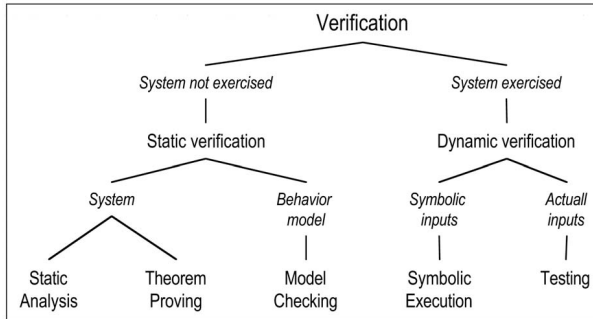 Verification
System not exercised
System exercised
Static verification
Dynamic verification
System
Behavior
model
Symbolic
inputs
Actuall
inputs
Static
Analysis
Theorem
Proving
Model
Checking
Symbolic
Execution
Testing